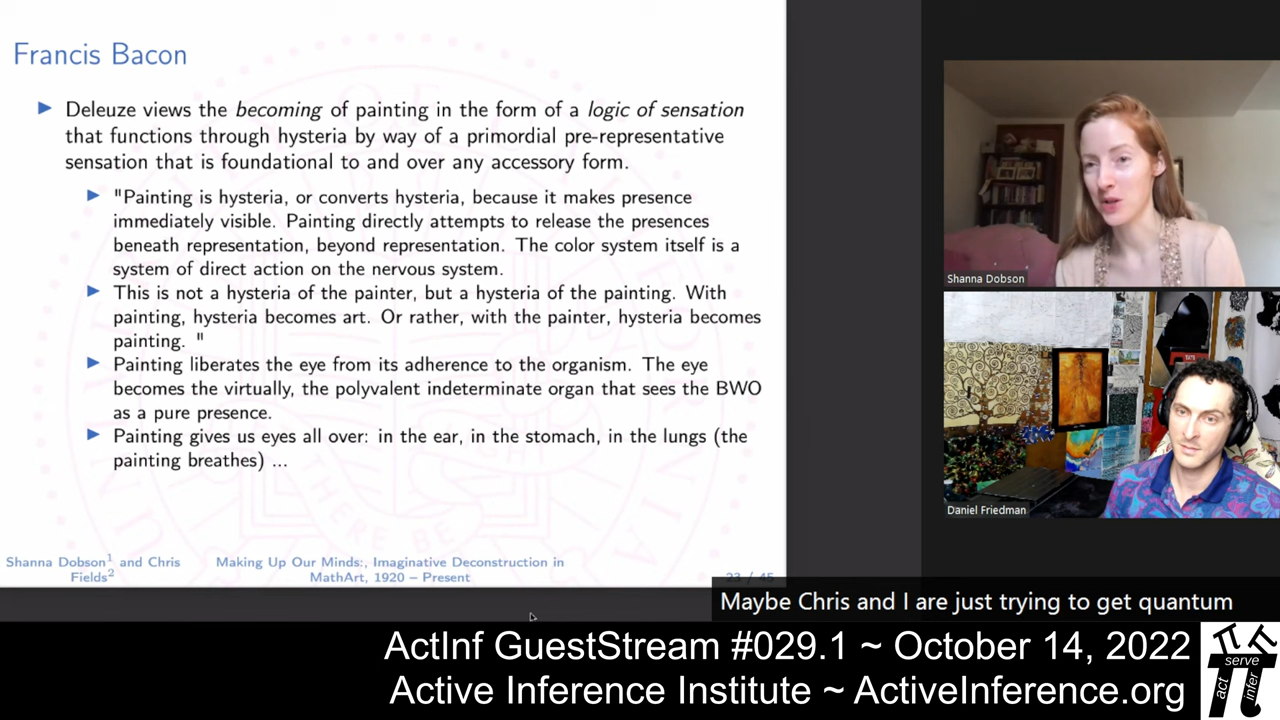 Francis Bacon
Deleuze views the becoming of painting in the form of a logic of sensation
that functions through hysteria by way of a primordial pre-representative
sensation that is foundational to and over any accessory form.
"Painting is hysteria, or converts hysteria, because it makes presence
immediately visible. Painting directly attempts to release the presences
beneath representation, beyond representation. The color system itself is a
system of direct action on the nervous system.
This is not a hysteria of the painter, but a hysteria of the painting. With
painting, hysteria becomes art. Or rather, with the painter, hysteria becomes
painting. "
Painting liberates the eye from its adherence to the organism. The eye
becomes the virtually, the polyvalent indeterminate organ that sees the BWO
as a pure presence.
Painting gives us eyes all over: in the ear, in the stomach, in the lungs (the
painting breathes) ...
Shanna Dobson¹ and Chris
Fields²
Making Up Our Minds:, Imaginative Deconstruction in
MathArt, 1920 – Present
23 / 45
Shanna Dobson
Daniel Friedman
Maybe Chris and I are just trying to get quantum
ActInf GuestStream #029.1 ~ October 14, 2022
Active Inference Institute ~ ActiveInference.org
serve
act
infer